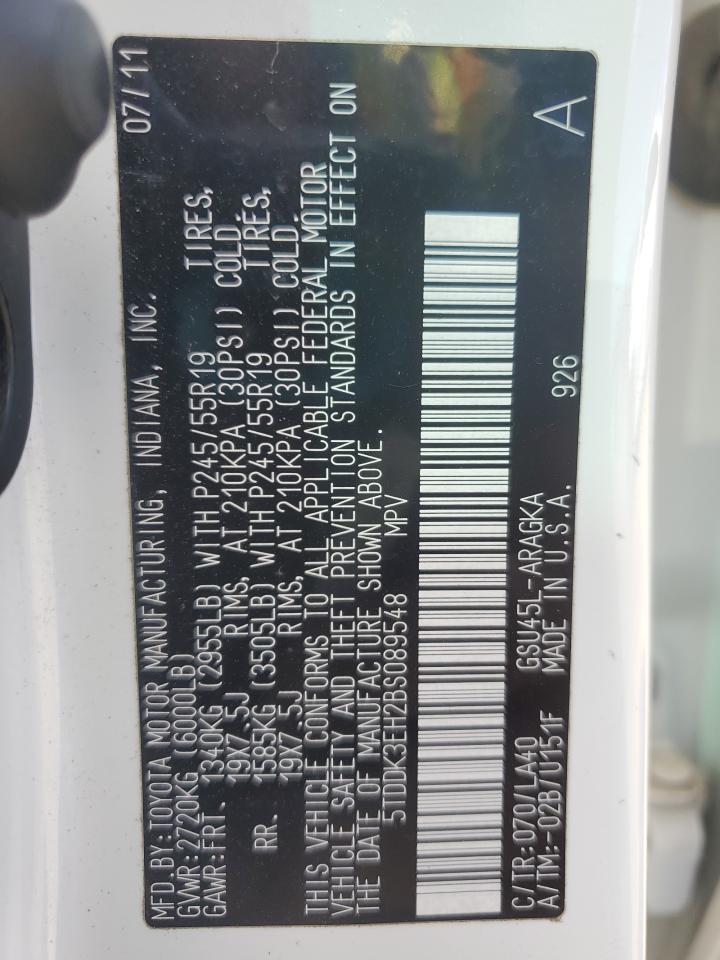 MFD.BY:TOYOTA MOTOR MANUFACTURING, INDIANA, INC. 07/11
GVWR:2720KG (6000LB)
GAWR:FRT. 1340KG (2955LB) WITH P245/55R19 TIRES,
19X7.5J RIMS, AT 210KPA (30PSI) COLD.
RR. 1585KG (3505LB) WITH P245/55R19 TIRES,
19X7.5J RIMS, AT 210KPA (30PSI) COLD.
THIS VEHICLE CONFORMS TO ALL APPLICABLE FEDERAL MOTOR
VEHICLE SAFETY AND THEFT PREVENTION STANDARDS IN EFFECT ON
THE DATE OF MANUFACTURE SHOWN ABOVE.
5TDDK3EH2BS089548 MPV
C/TR:070/LA40 GSU45L-ARAGKA
A/TM:-02B/U151F MADE IN U.S.A. 926 A